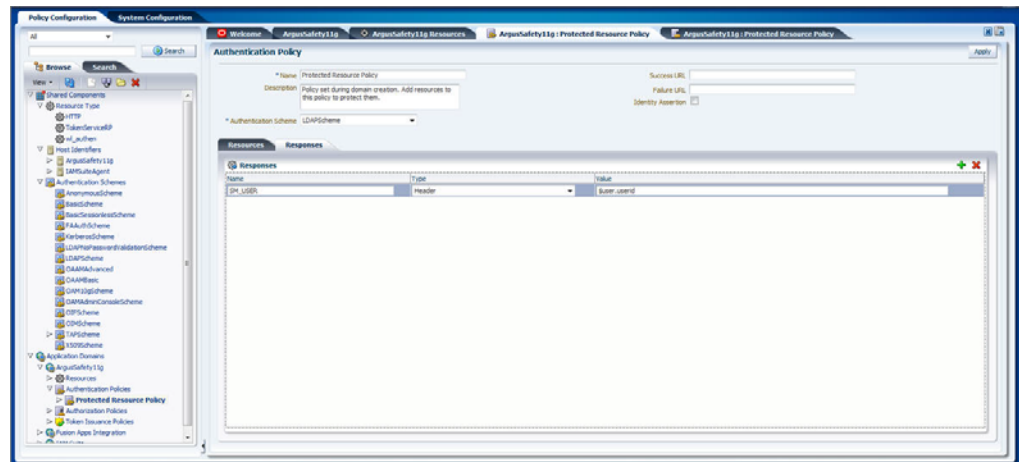 Policy Configuration System Configuration
All
Search
Browse Search
View
Shared Components
Resource Type
HTTP
TokenServiceRP
wl_authen
Host Identifiers
ArgusSafety11g
IAMSuiteAgent
Authentication Schemes
AnonymousScheme
BasicScheme
BasicSessionlessScheme
FAAuthScheme
KerberosScheme
LDAPNoPasswordValidationScheme
LDAPScheme
OAAMAdvanced
OAAMBasic
OAM10gScheme
OAMAdminConsoleScheme
OIFScheme
OIMScheme
TAPScheme
X509Scheme
Application Domains
ArgusSafety11g
Resources
Authentication Policies
Protected Resource Policy
Authorization Policies
Token Issuance Policies
Fusion Apps Integration
IAM Suite
Welcome ArgusSafety11g ArgusSafety11g Resources ArgusSafety11g : Protected Resource Policy ArgusSafety11g : Protected Resource Policy
Authentication Policy Apply
* Name Protected Resource Policy
Description Policy set during domain creation. Add resources to
this policy to protect them.
* Authentication Scheme LDAPScheme
Success URL
Failure URL
Identity Assertion
Resources Responses
Responses
Name Type Value
SM_USER Header $user.userid